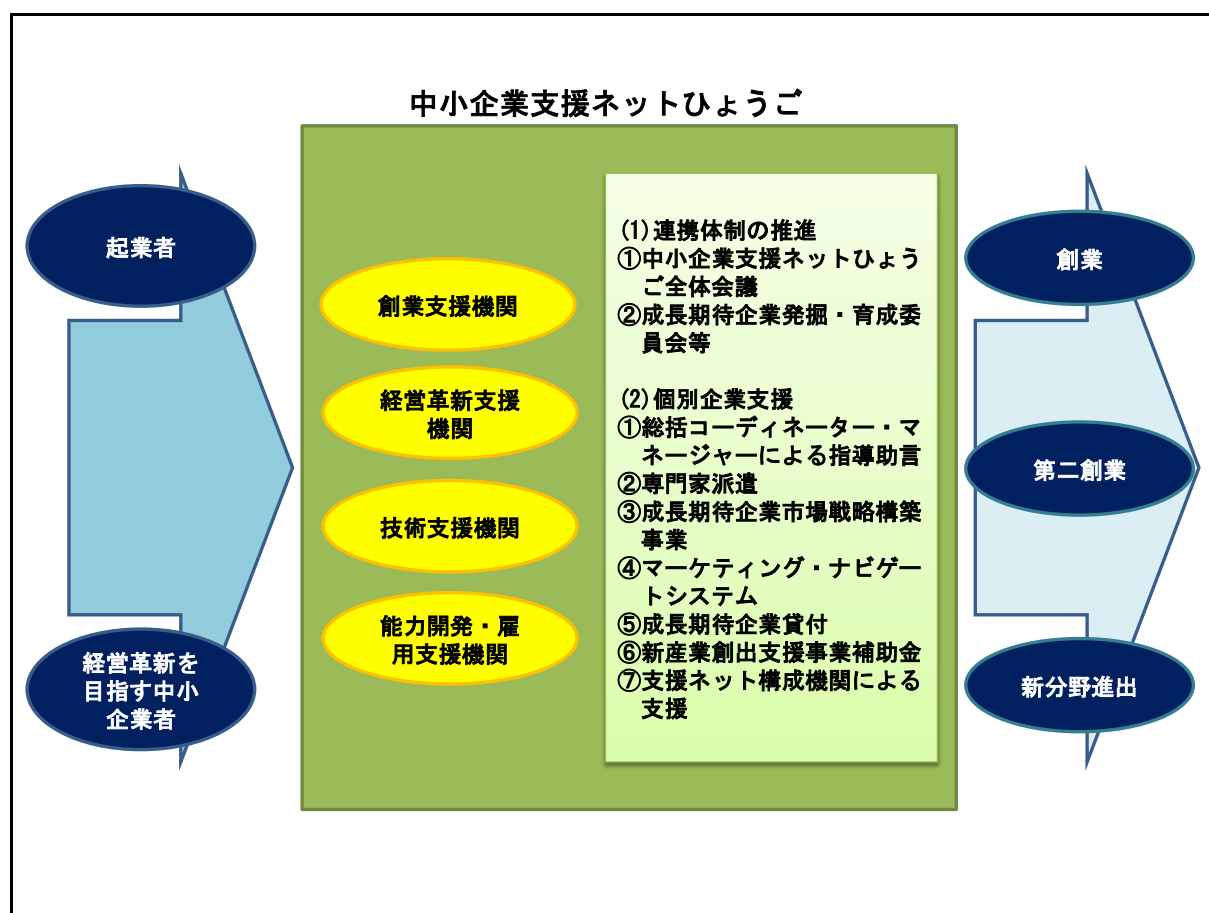 中小企業支援ネットひょうご
起業者
経営革新を
目指す中小
企業者
創業支援機関
経営革新支援
機関
技術支援機関
能力開発・雇
用支援機関
(1)連携体制の推進
①中小企業支援ネットひょう
ご全体会議
②成長期待企業発掘・育成委
員会等
(2)個別企業支援
①総括コーディネーター・マ
ネージャーによる指導助言
②専門家派遣
③成長期待企業市場戦略構築
事業
④マーケティング・ナビゲー
トシステム
⑤成長期待企業貸付
⑥新産業創出支援事業補助金
⑦支援ネット構成機関による
支援
創業
第二創業
新分野進出